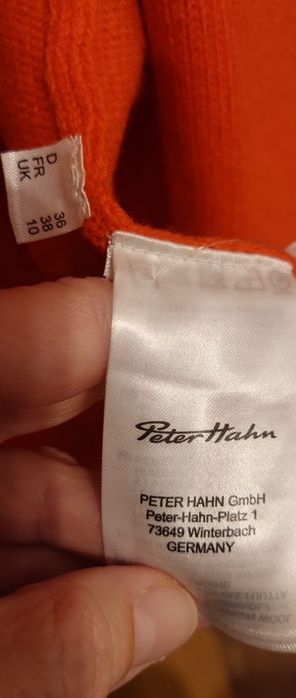 D 36
FR 38
UK 10
Peter Hahn
PETER HAHN GmbH
Peter-Hahn-Platz 1
73649 Winterbach
GERMANY